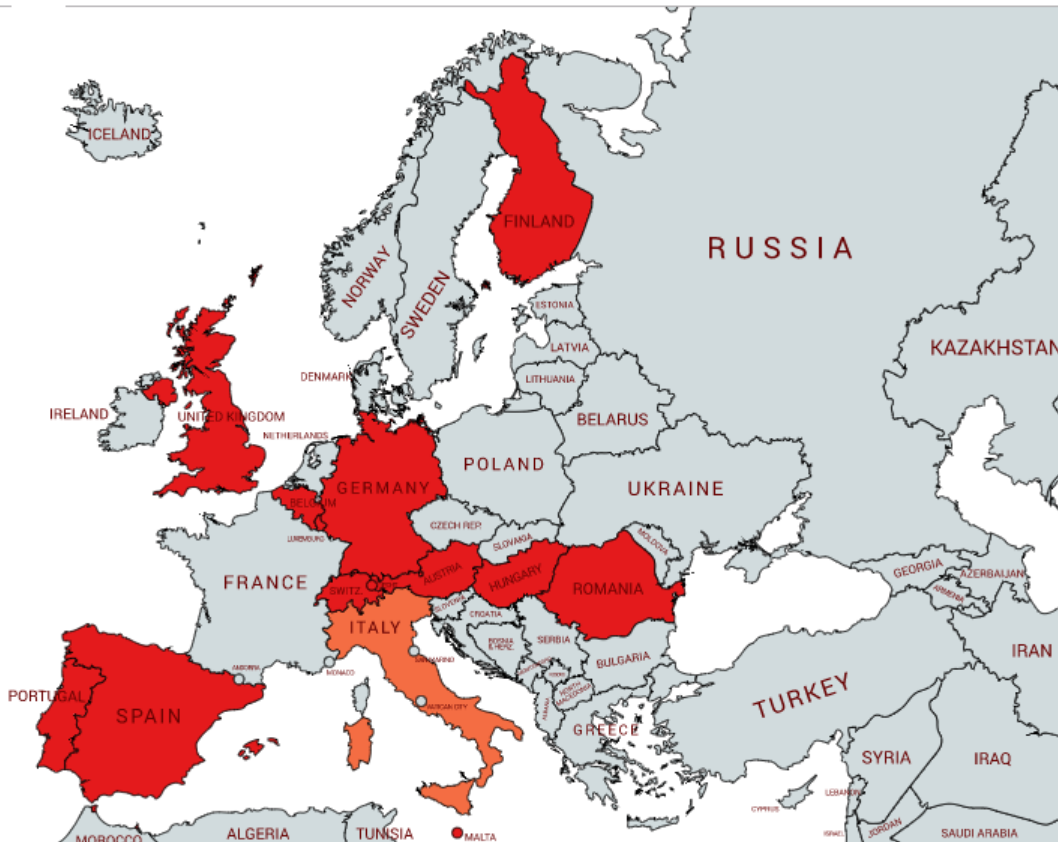 ICELAND
FINLAND
RUSSIA
NORWAY
SWEDEN
ESTONIA
KAZAKHSTAN
LATVIA
DENMARK
LITHUANIA
IRELAND
UNITED KINGDOM
BELARUS
NETHERLANDS
POLAND
GERMANY
UKRAINE
BELGIUM
CZECH REP.
LUXEMBOURG
SLOVAKIA
MOLDOVA
FRANCE
SWITZ.
AUSTRIA
HUNGARY
ROMANIA
GEORGIA
AZERBAIJAN
ARMENIA
SLOVENIA
CROATIA
ITALY
BOSNIA
& HERZ.
SERBIA
SAN MARINO
BULGARIA
IRAN
ANDORRA
MONACO
NORTH
MACEDONIA
PORTUGAL
SPAIN
VATICAN CITY
TURKEY
GREECE
SYRIA
IRAQ
LEBANON
CYPRUS
MOROCCO
ALGERIA
TUNISIA
MALTA
ISRAEL
JORDAN
SAUDI ARABIA